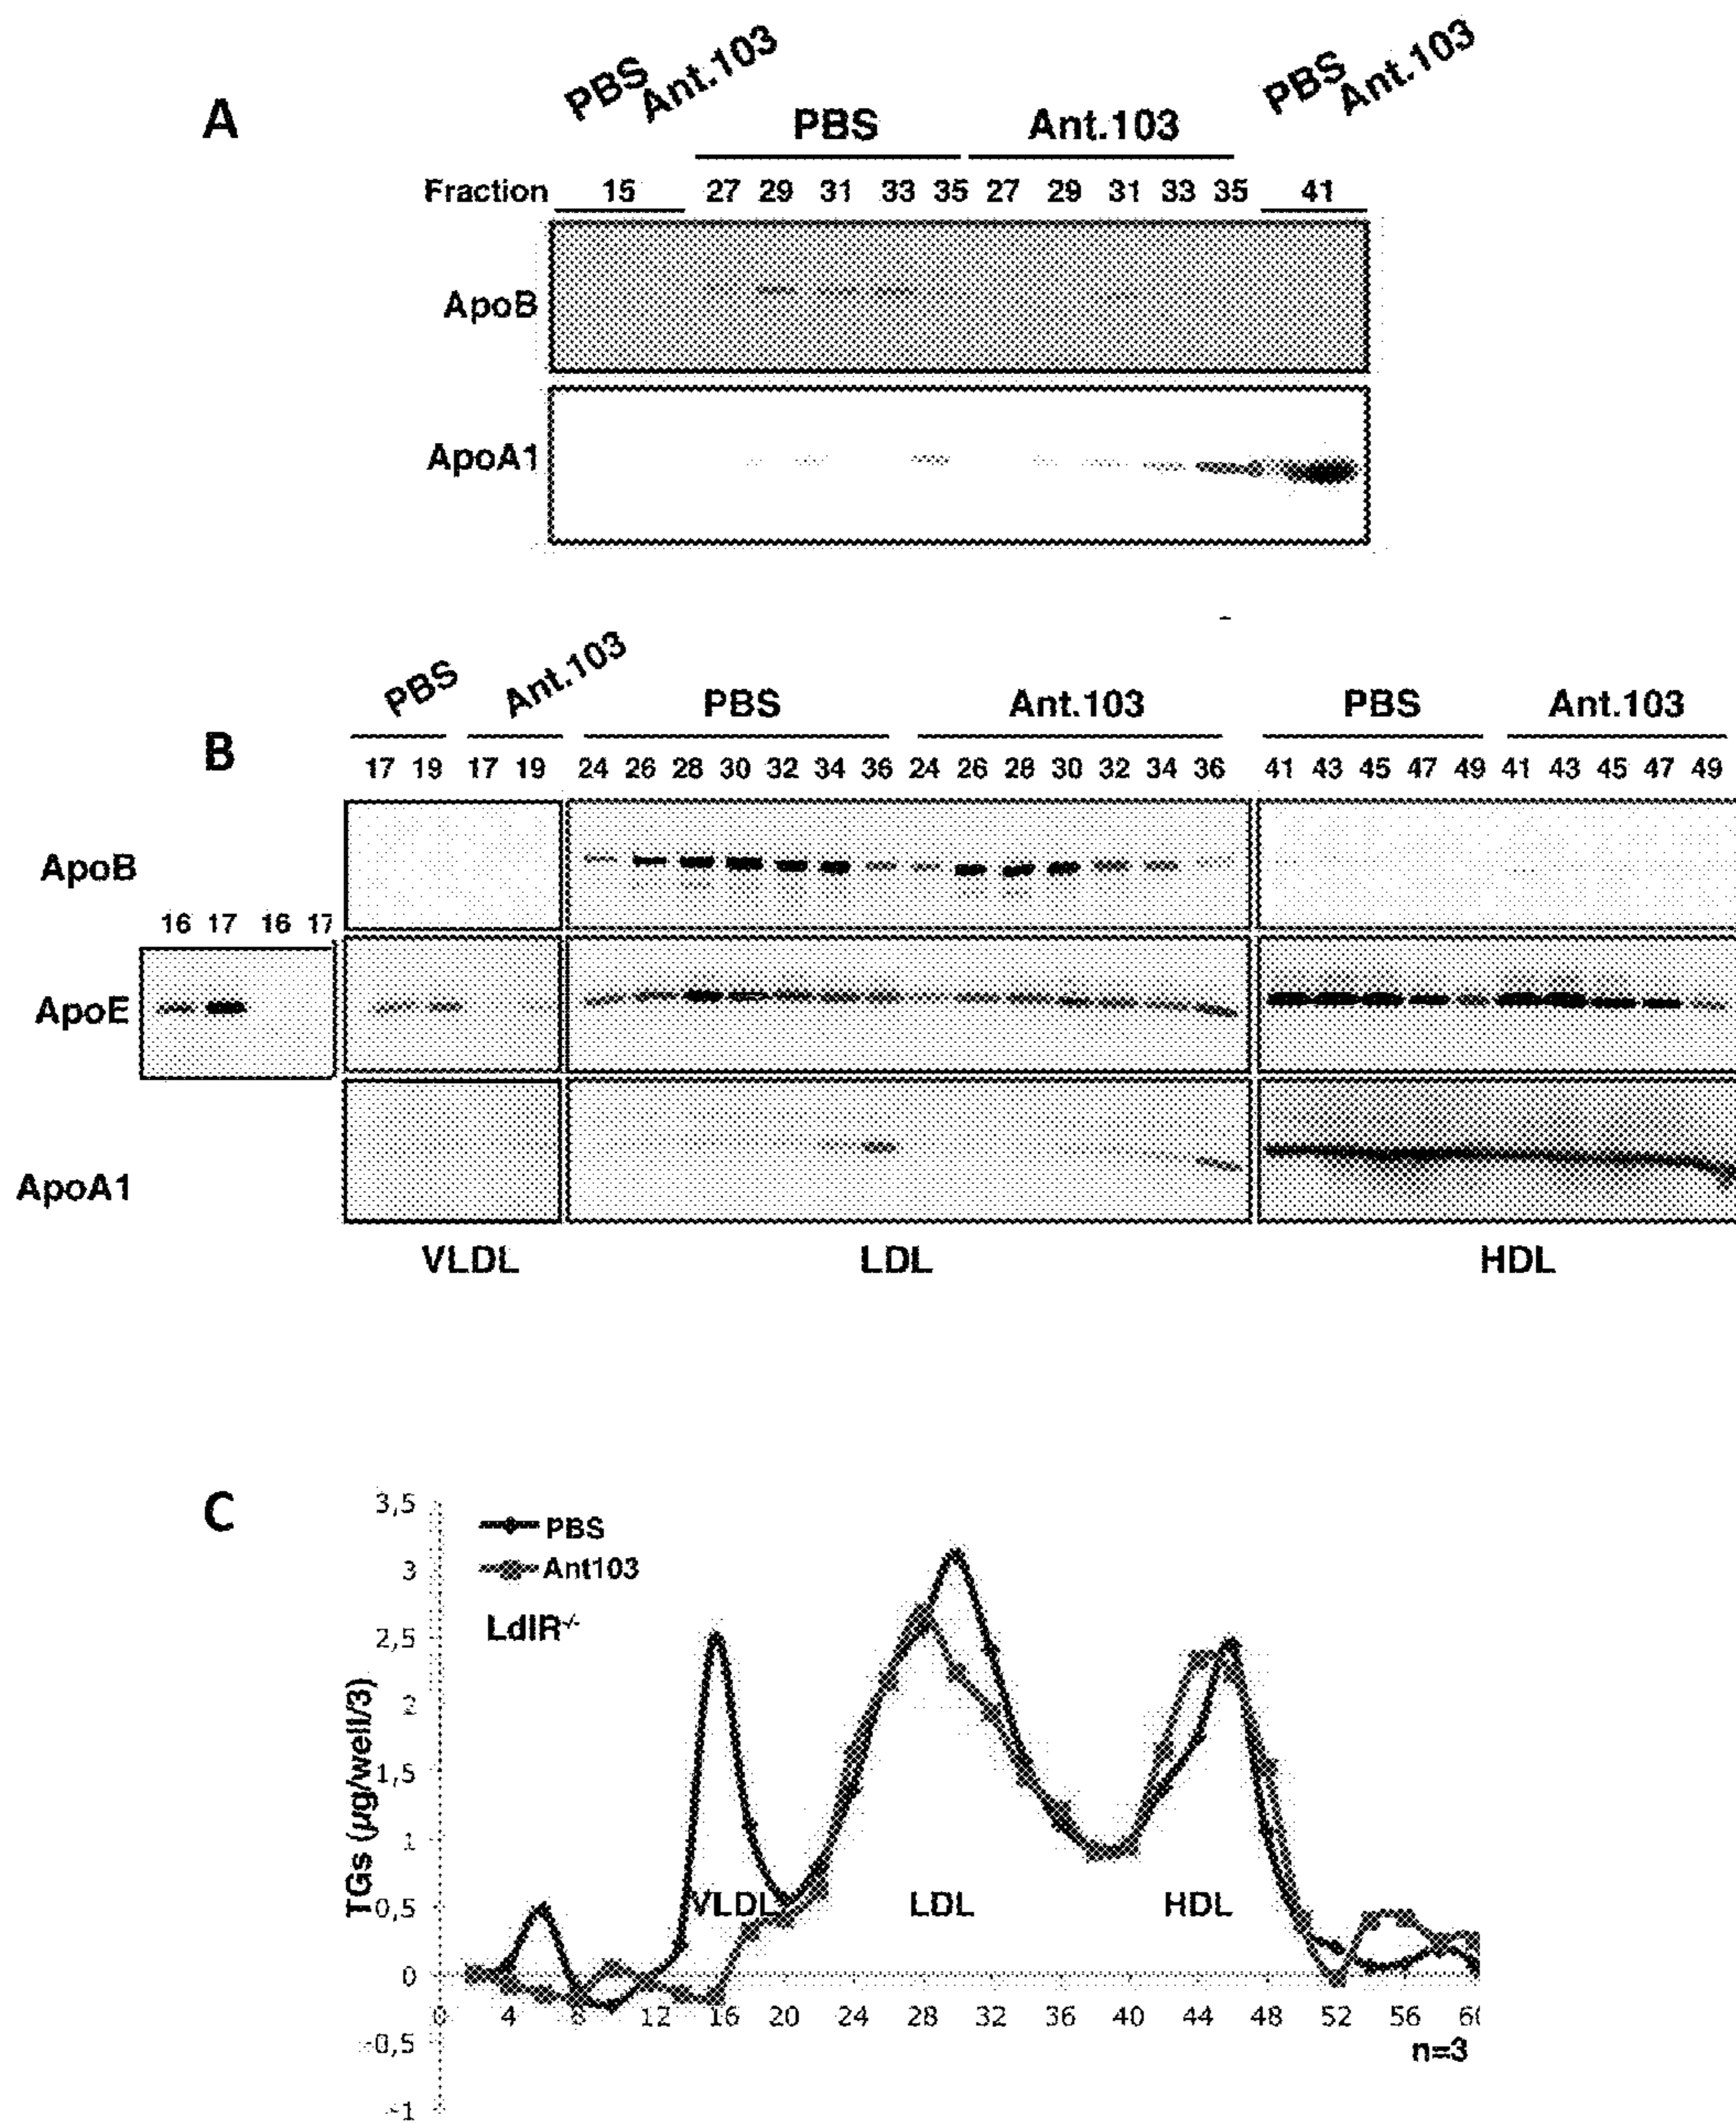 A
PBS Ant.103 PBS Ant.103
PBS Ant.103
Fraction 15 27 29 31 33 35 27 29 31 33 35 41
ApoB
ApoA1
B
PBS Ant.103 PBS Ant.103 PBS Ant.103
17 19 17 19 24 26 28 30 32 34 36 24 26 28 30 32 34 36 41 43 45 47 49 41 43 45 47 49
ApoB
16 17 16 17
ApoE
ApoA1
VLDL LDL HDL
C
3,5
PBS
3
Ant103
LdlR-/-
2,5
2
TGs (µg/well/3)
1,5
1
VLDL LDL HDL
0,5
0
0 4 8 12 16 20 24 28 32 36 40 44 48 52 56 60
-0,5
n=3
-1